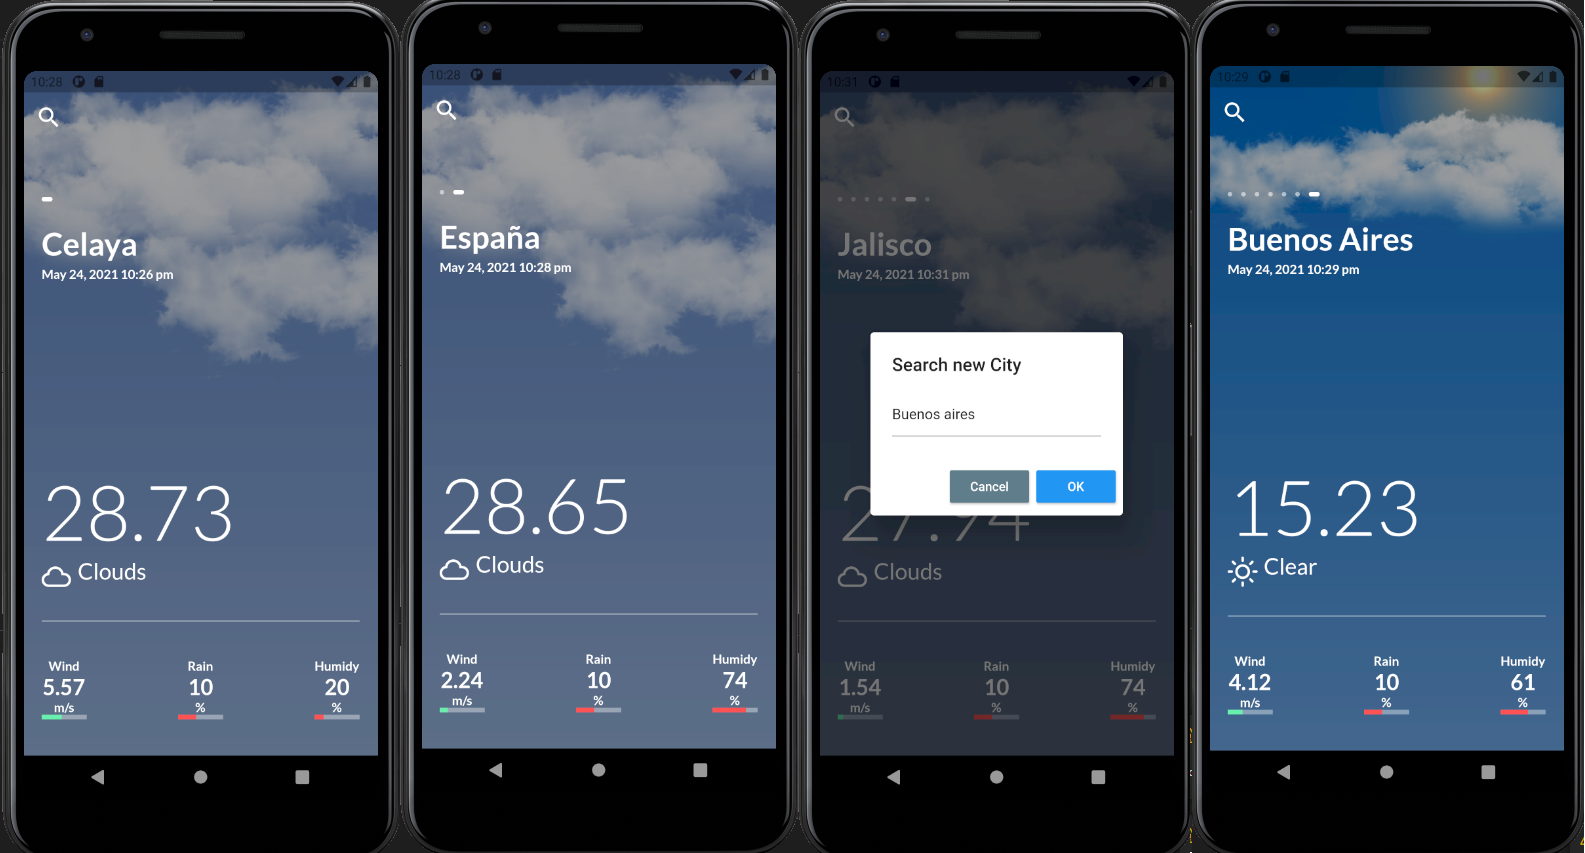 10:28
Celaya
May 24, 2021 10:26 pm
28.73
Clouds
Wind Rain Humidy
5.57 10 20
m/s % %
10:28
España
May 24, 2021 10:28 pm
28.65
Clouds
Wind Rain Humidy
2.24 10 74
m/s % %
10:31
Jalisco
May 24, 2021 10:31 pm
Search new City
Buenos aires
Cancel OK
27.94
Clouds
Wind Rain Humidy
1.54 10 74
m/s % %
10:29
Buenos Aires
May 24, 2021 10:29 pm
15.23
Clear
Wind Rain Humidy
4.12 10 61
m/s % %